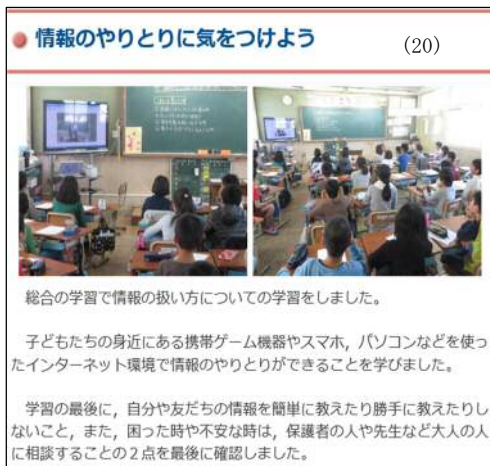 情報のやりとりに気をつけよう (20)
総合の学習で情報の扱い方についての学習をしました。
子どもたちの身近にある携帯ゲーム機器やスマホ，パソコンなどを使っ
たインターネット環境で情報のやりとりができることを学びました。
学習の最後に，自分や友だちの情報を簡単に教えたり勝手に教えたりし
ないこと，また，困った時や不安な時は，保護者の人や先生など大人の人
に相談することの２点を最後に確認しました。